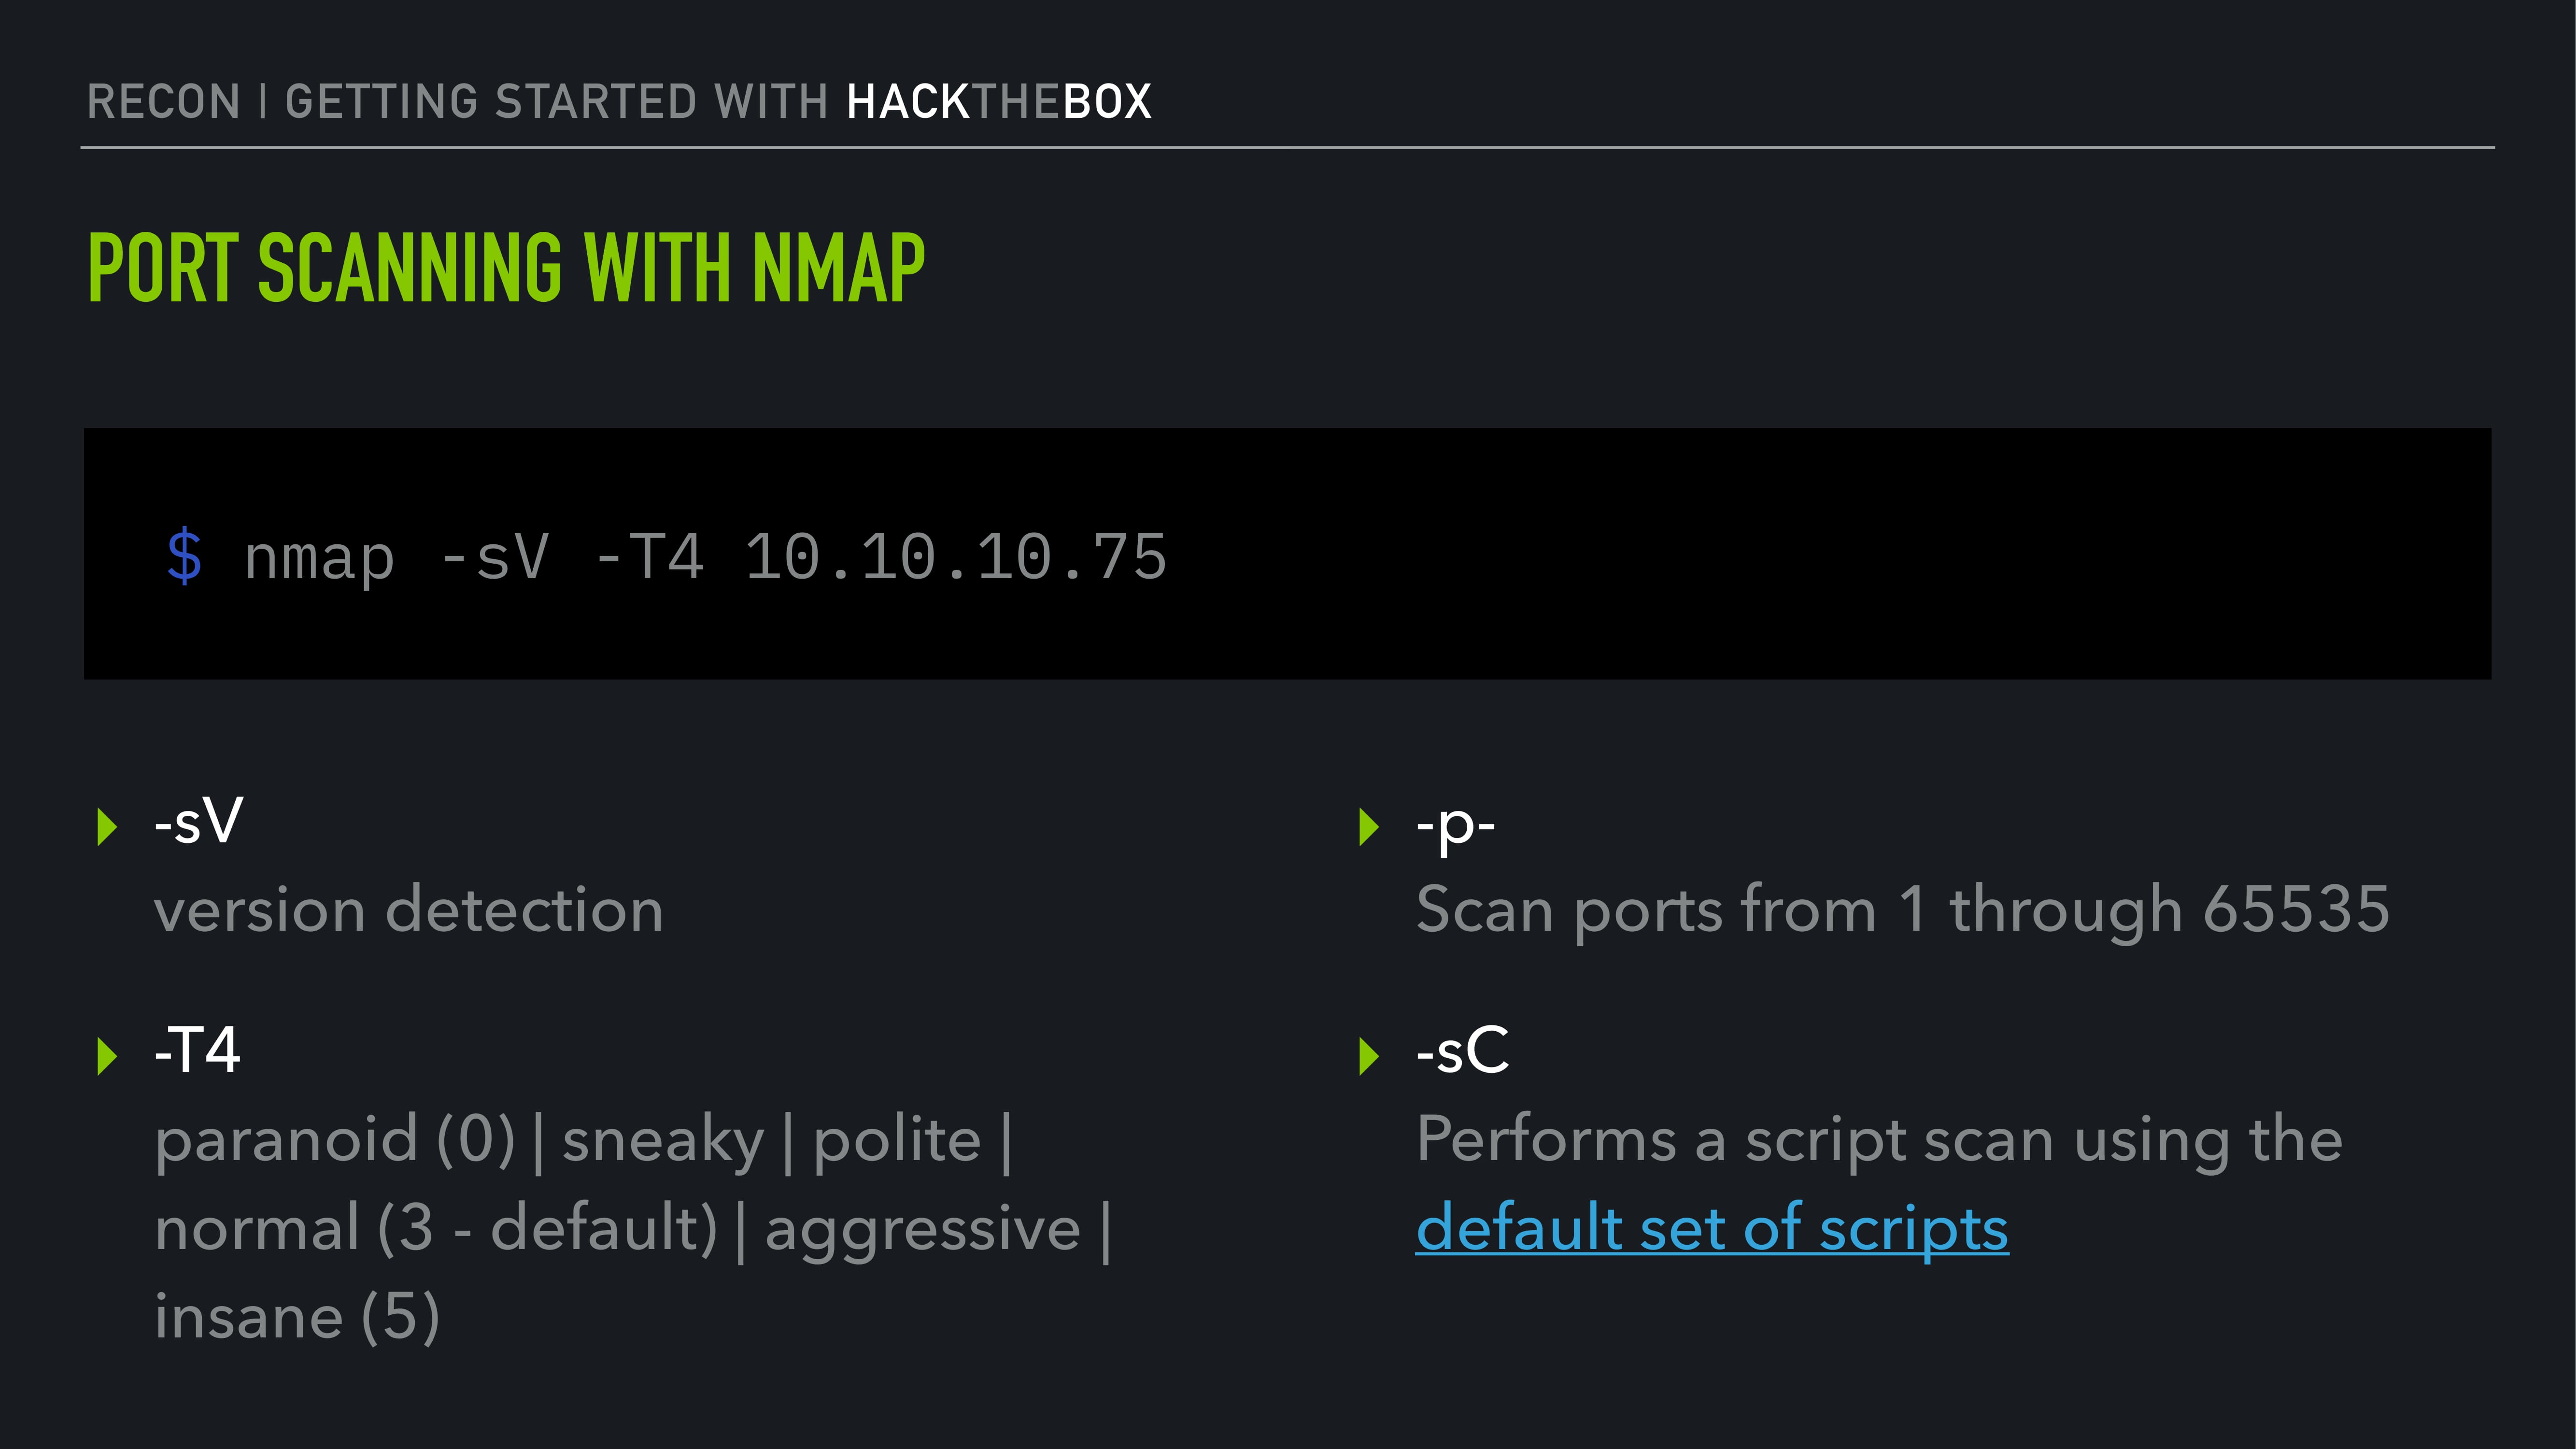 RECON | GETTING STARTED WITH HACKTHEBOX
PORT SCANNING WITH NMAP
$ nmap -sV -T4 10.10.10.75
-sV
version detection
-T4
paranoid (0) | sneaky | polite |
normal (3 - default) | aggressive |
insane (5)
-p-
Scan ports from 1 through 65535
-sC
Performs a script scan using the
default set of scripts